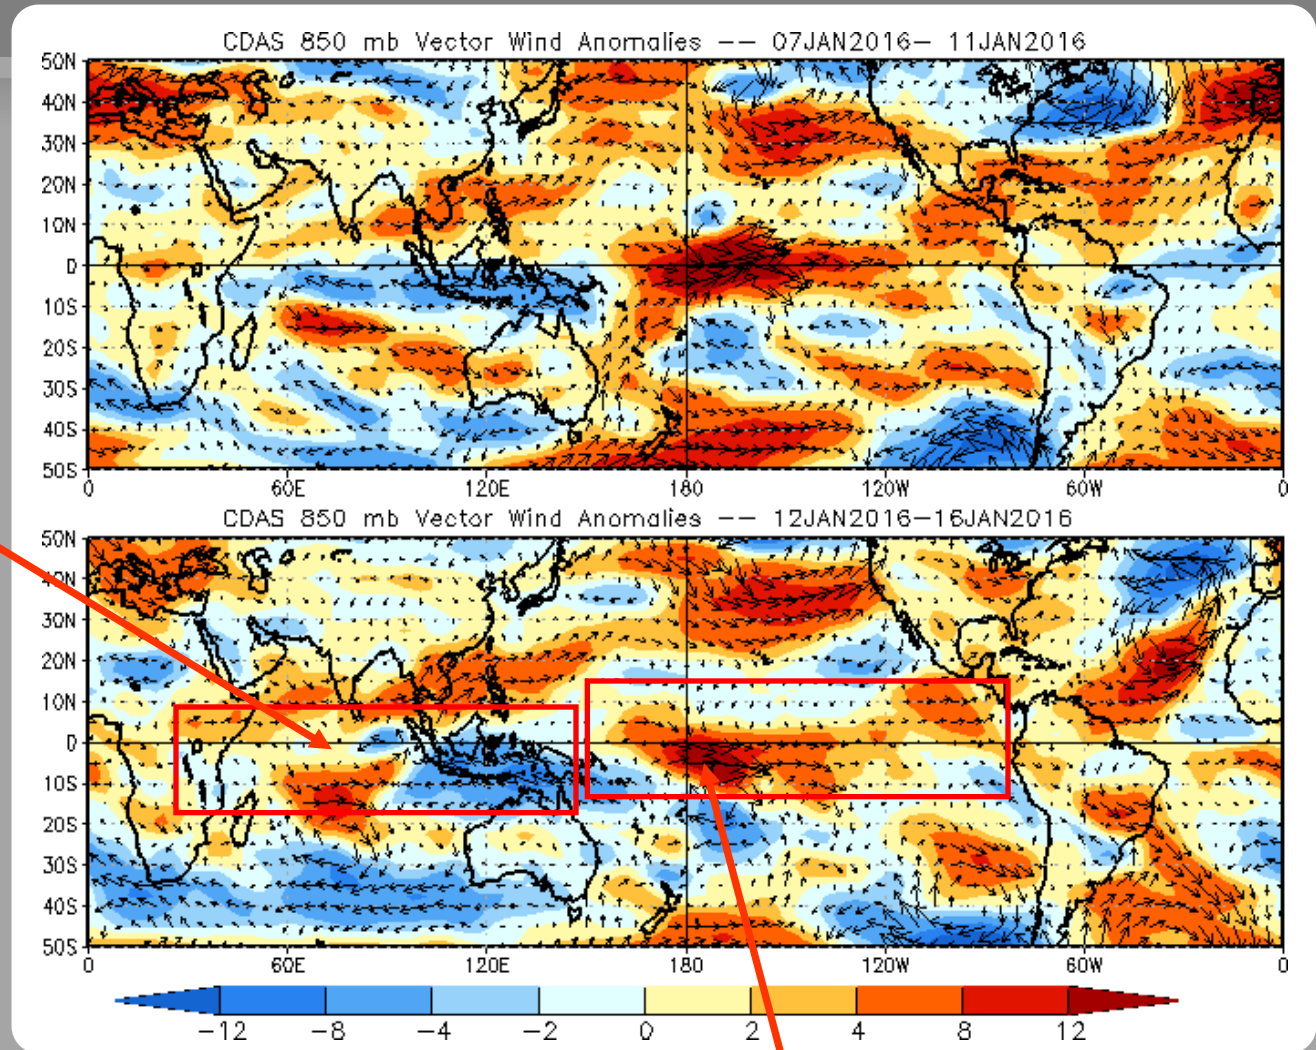 CDAS 850 mb Vector Wind Anomalies -- 07JAN2016- 11JAN2016
50N
40N
30N
20N
10N
0
10S
20S
30S
40S
50S
0 60E 120E 180 120W 60W 0
CDAS 850 mb Vector Wind Anomalies -- 12JAN2016-16JAN2016
50N
40N
30N
20N
10N
0
10S
20S
30S
40S
50S
0 60E 120E 180 120W 60W 0
-12 -8 -4 -2 0 2 4 8 12